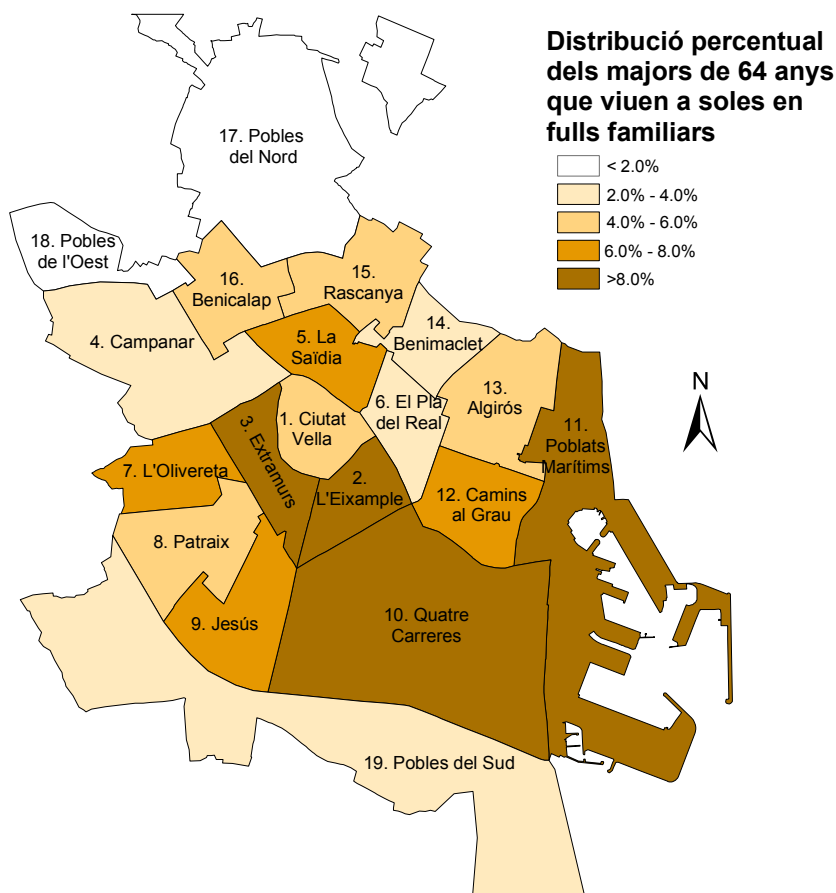 Distribució percentual
dels majors de 64 anys
que viuen a soles en
fulls familiars
< 2.0%
2.0% - 4.0%
4.0% - 6.0%
6.0% - 8.0%
>8.0%
17. Pobles
del Nord
18. Pobles
de l'Oest
16.
Benicalap
15.
Rascanya
4. Campanar
5. La
Saïdia
14.
Benimaclet
6. El Pla
del Real
13.
Algirós
1. Ciutat
Vella
3. Extramurs
11.
Poblats
Marítims
7. L'Olivereta
2.
L'Eixample
12. Camins
al Grau
8. Patraix
9. Jesús
10. Quatre
Carreres
19. Pobles del Sud
N